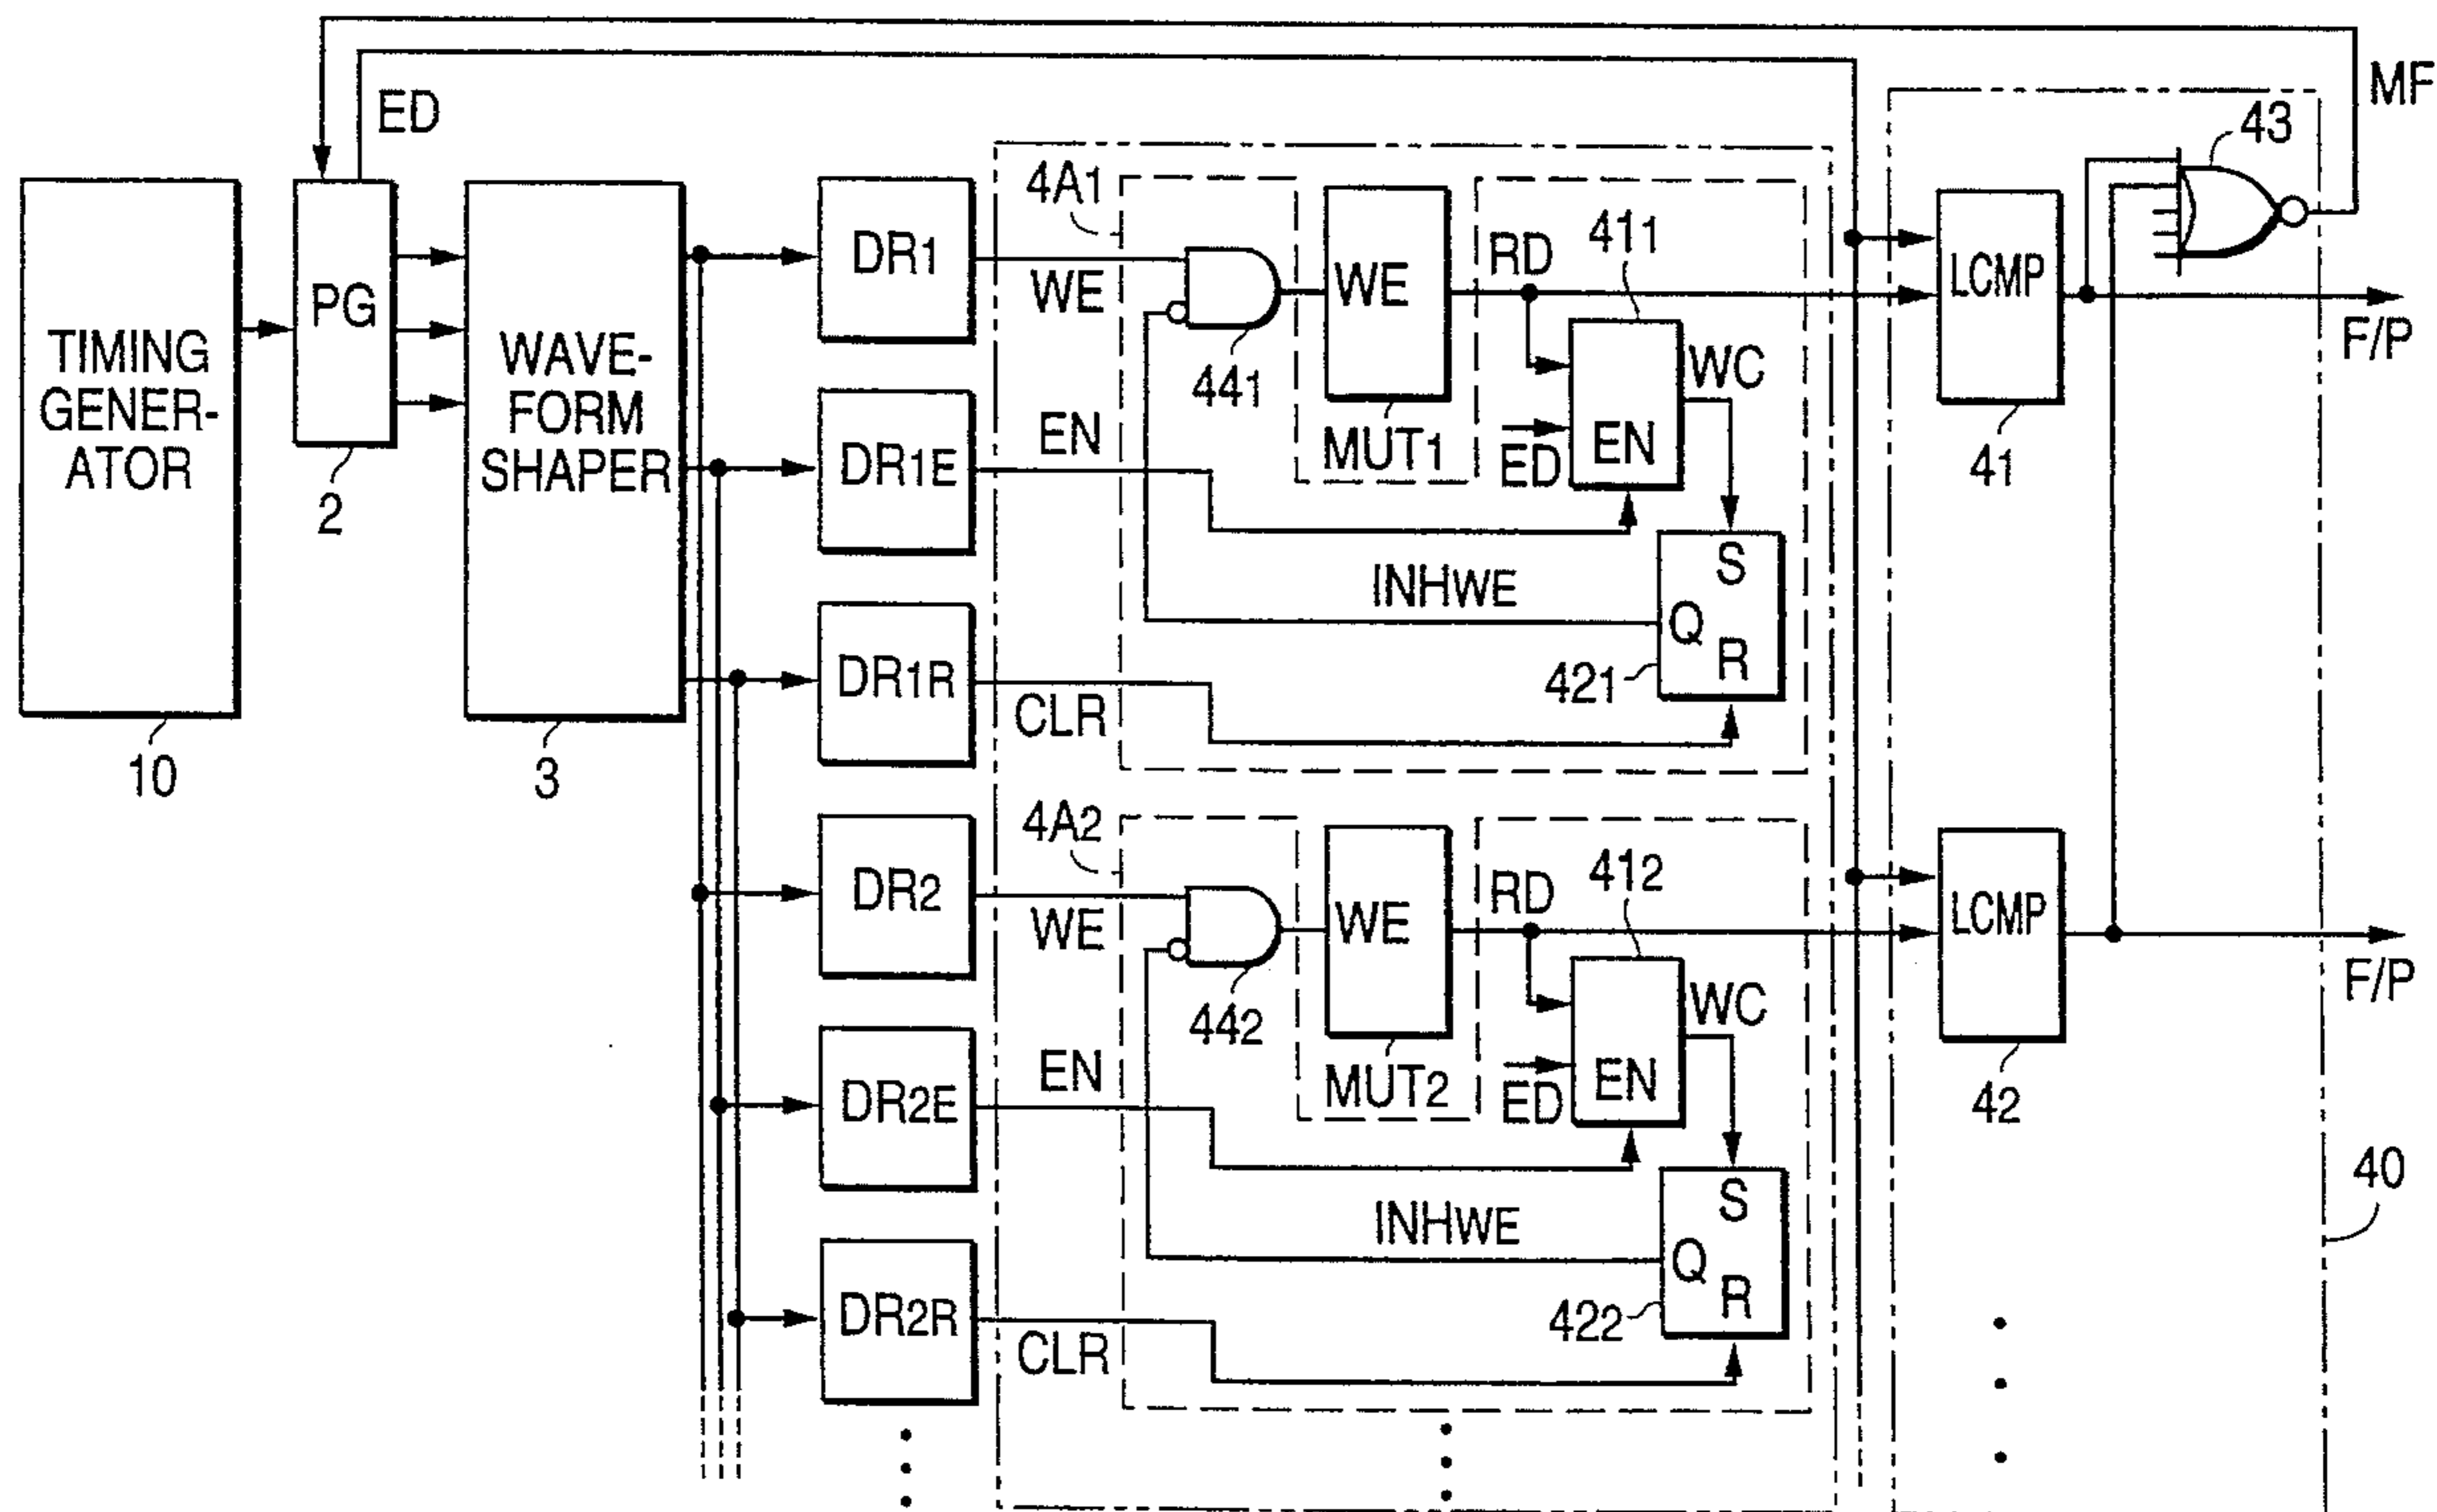 MF
ED
43
TIMING
GENER-
ATOR
10
PG
2
WAVE-
FORM
SHAPER
3
DR1
DR1E
DR1R
DR2
DR2E
DR2R
4A1
WE
441
WE
MUT1
RD
411
ED
EN
WC
EN
INHWE
S
Q
R
421
CLR
LCMP
41
F/P
4A2
WE
442
WE
MUT2
RD
412
ED
EN
WC
EN
INHWE
S
Q
R
422
CLR
LCMP
42
F/P
40